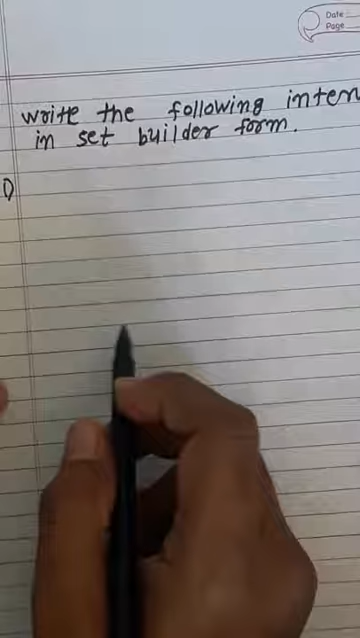 Date
Page
write the following inten
in set builder form.
1)